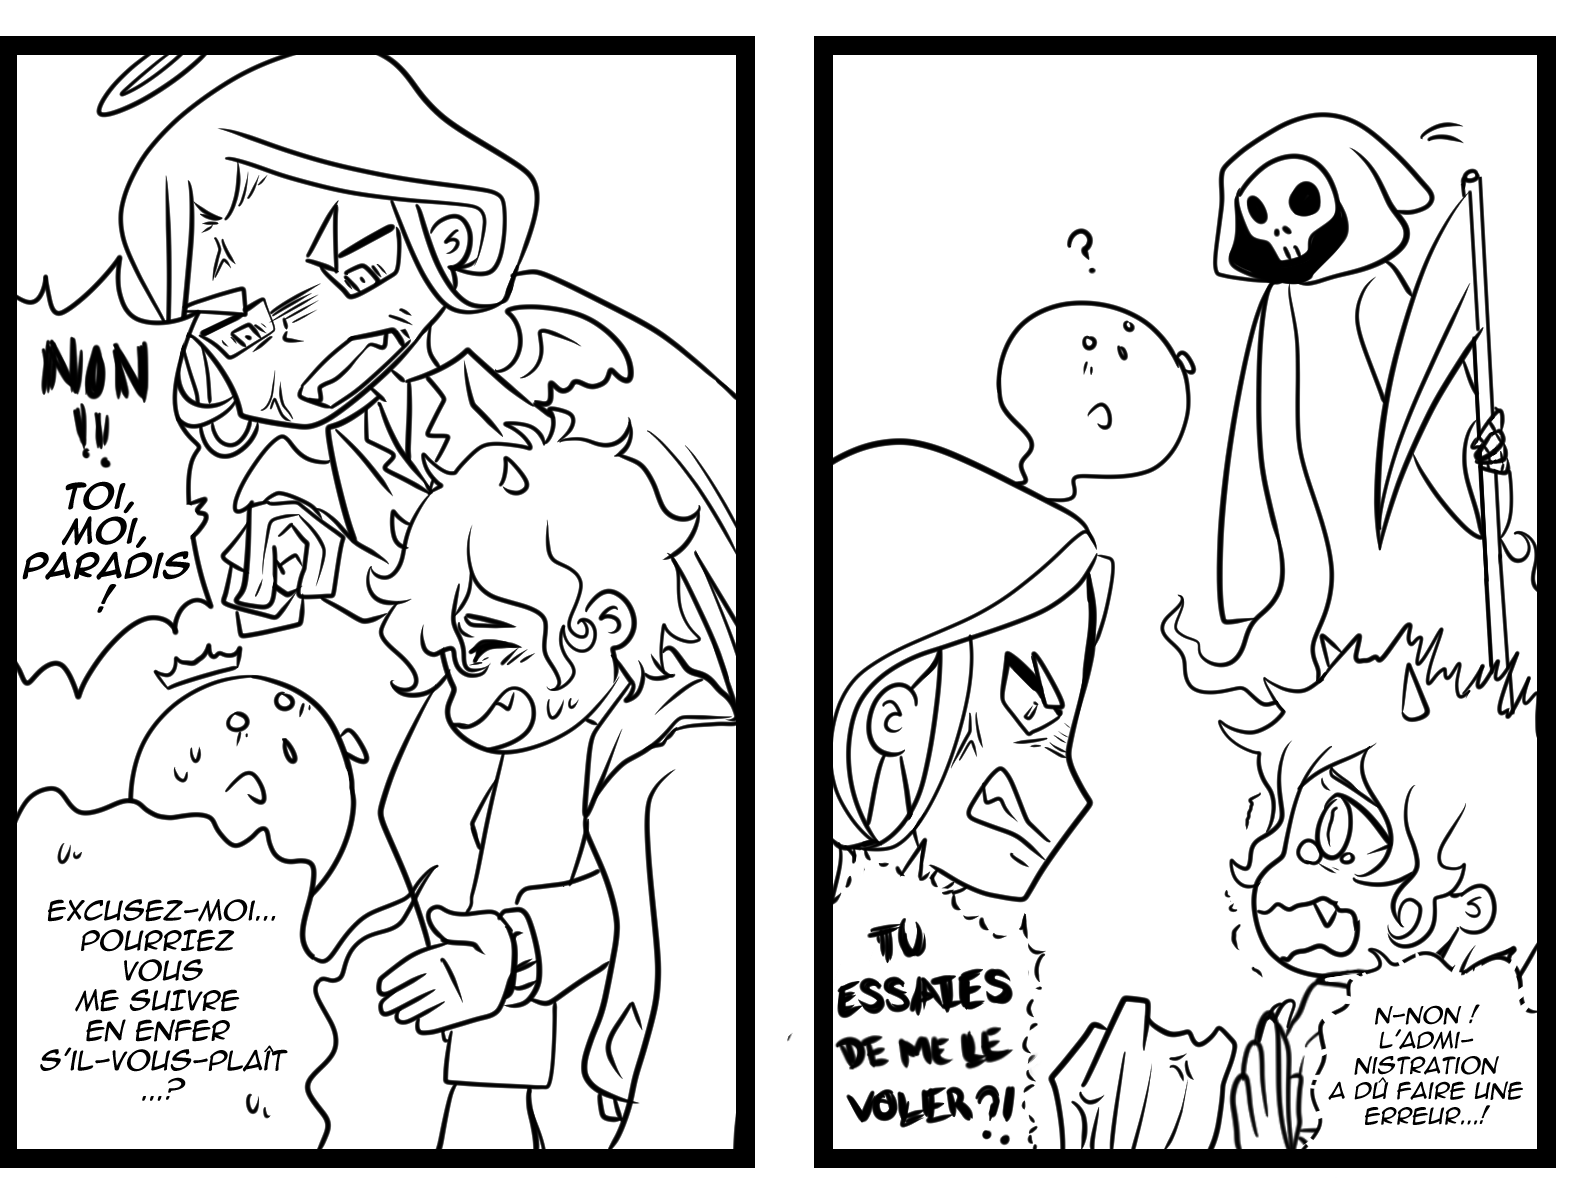 NON
!!
TOI,
MOI,
PARADIS
!
EXCUSEZ-MOI...
POURRIEZ
VOUS
ME SUIVRE
EN ENFER
S'IL-VOUS-PLAÎT
...?
?
TU
ESSAIES
DE ME LE
VOLER?!
N-NON !
L'ADMI-
NISTRATION
A DÛ FAIRE UNE
ERREUR...!